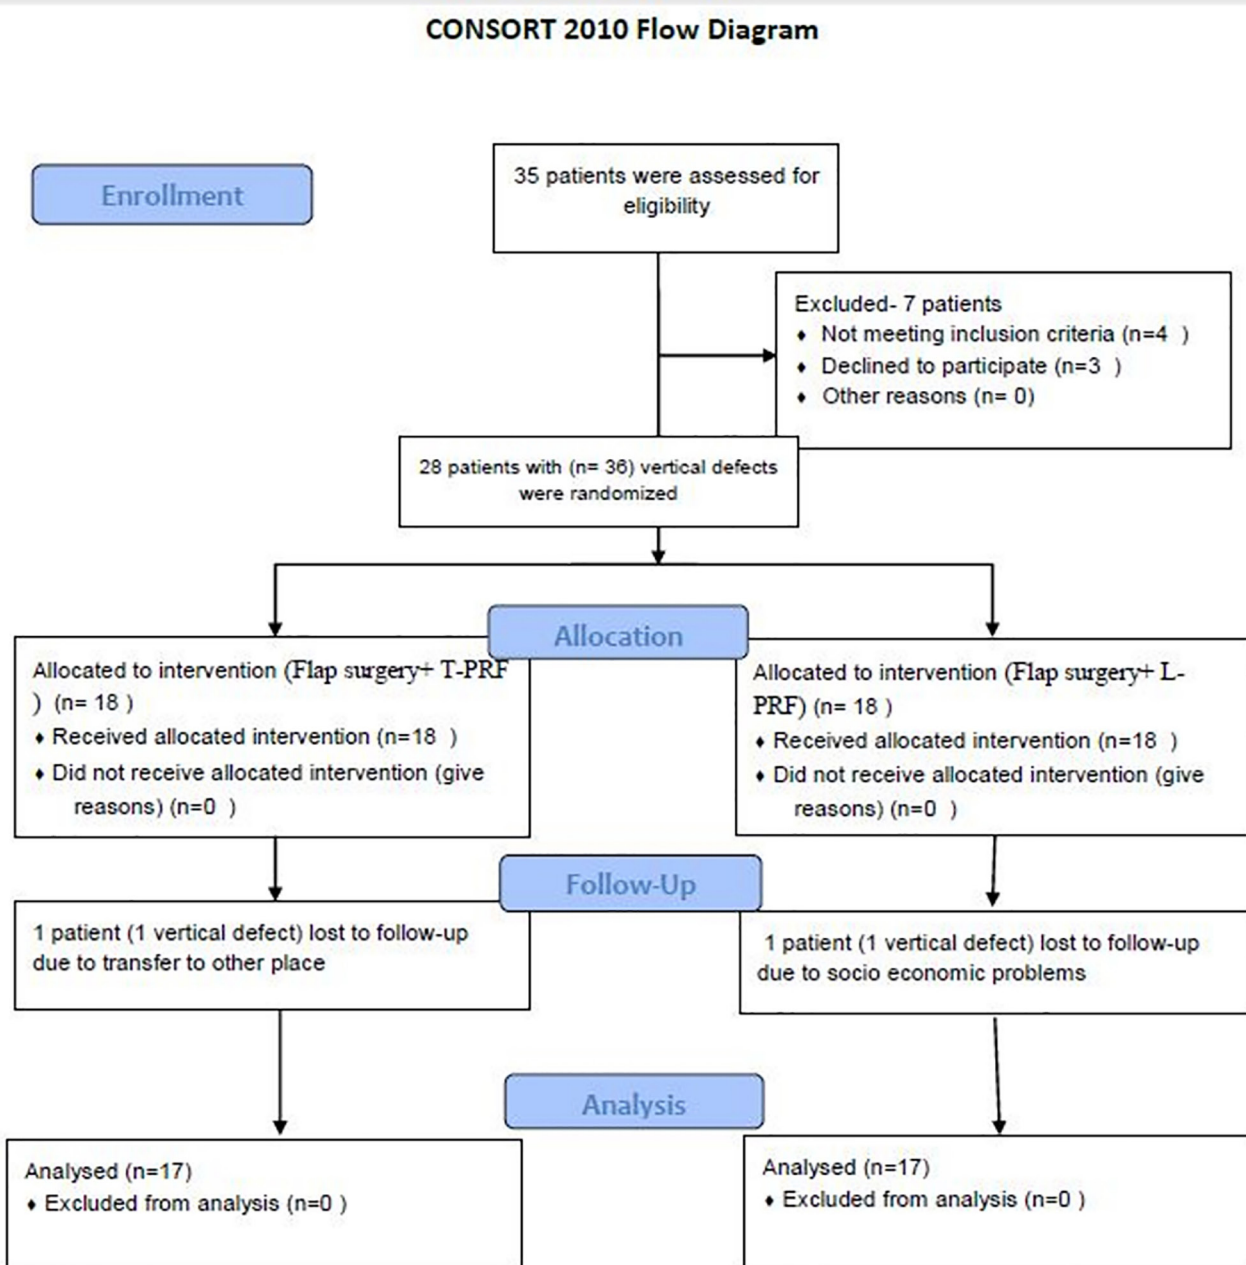 CONSORT 2010 Flow Diagram
Enrollment
35 patients were assessed for
eligibility
Excluded- 7 patients
♦ Not meeting inclusion criteria (n=4  )
♦ Declined to participate (n=3  )
♦ Other reasons (n= 0)
28 patients with (n= 36) vertical defects
were randomized
Allocation
Allocated to intervention (Flap surgery+ T-PRF
) (n= 18 )
♦ Received allocated intervention (n=18  )
♦ Did not receive allocated intervention (give
reasons) (n=0  )
Allocated to intervention (Flap surgery+ L-
PRF) (n= 18 )
♦ Received allocated intervention (n=18  )
♦ Did not receive allocated intervention (give
reasons) (n=0  )
Follow-Up
1 patient (1 vertical defect) lost to follow-up
due to transfer to other place
1 patient (1 vertical defect) lost to follow-up
due to socio economic problems
Analysis
Analysed (n=17)
♦ Excluded from analysis (n=0 )
Analysed (n=17)
♦ Excluded from analysis (n=0 )